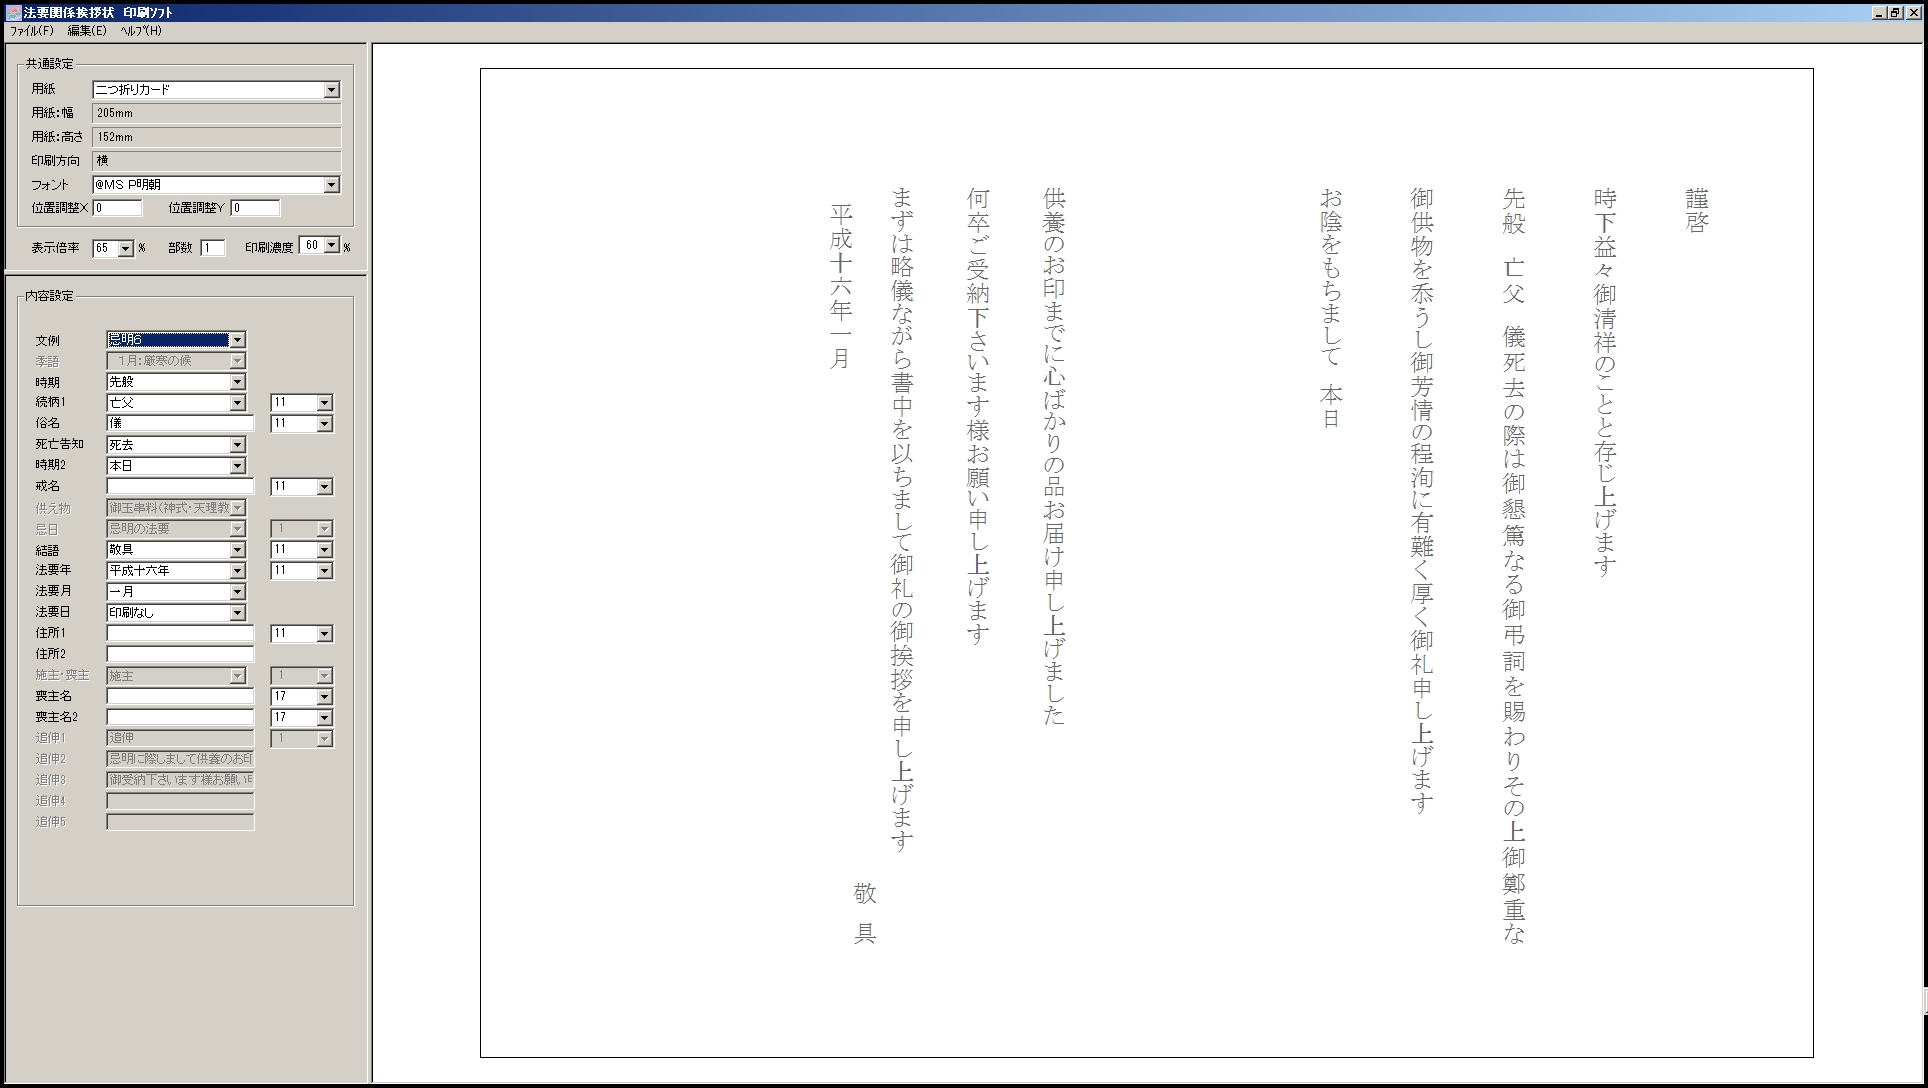 法要関係挨拶状 印刷ソフト
ファイル(F) 編集(E) ヘルプ(H)
共通設定
用紙 二つ折りカード
用紙:幅 205mm
用紙:高さ 152mm
印刷方向 横
フォント @MS P明朝
位置調整X 0 位置調整Y 0
表示倍率 65 % 部数 1 印刷濃度 60 %
内容設定
文例 忌明6
季語 1月:厳寒の候
時期 先般
続柄1 亡父 11
俗名 儀 11
死亡告知 死去
時期2 本日
戒名 11
供え物 御玉串料(神式・天理教
忌日 忌明の法要 1
結語 敬具 11
法要年 平成十六年 11
法要月 一月
法要日 印刷なし
住所1 11
住所2
施主・喪主 施主 1
喪主名 17
喪主名2 17
追伸1 追伸 1
追伸2 忌明に際しまして供養のお印
追伸3 御受納下さいます様お願い
追伸4
追伸5
謹啓
時下益々御清祥のことと存じ上げます
先般 亡父 儀死去の際は御懇篤なる御弔詞を賜わりその上御鄭重な
御供物を忝うし御芳情の程洵に有難く厚く御礼申し上げます
お陰をもちまして 本日
供養のお印までに心ばかりの品お届け申し上げました
何卒ご受納下さいます様お願い申し上げます
まずは略儀ながら書中を以ちまして御礼の御挨拶を申し上げます
敬具
平成十六年一月